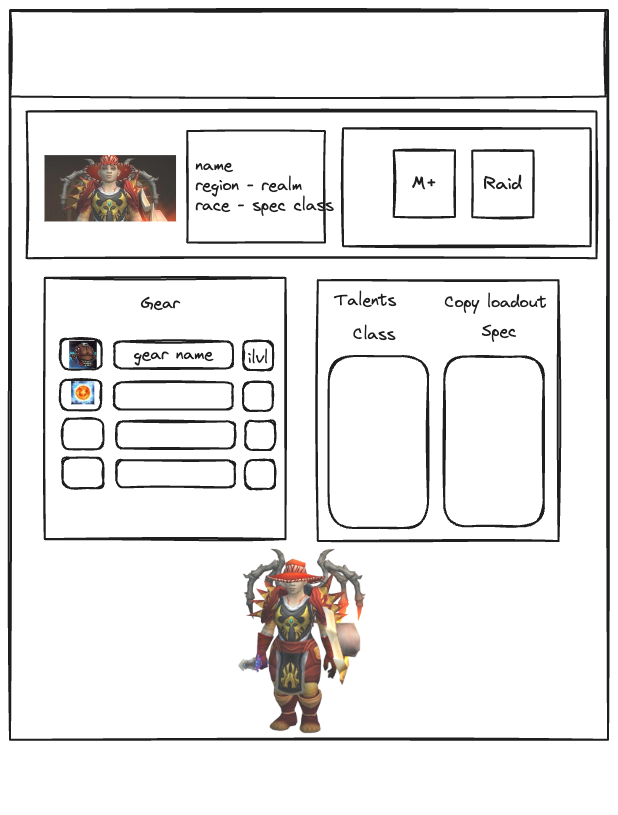 name
region - realm
race - spec class
M+
Raid
Gear
gear name
ilvl
Talents
Copy loadout
Class
Spec